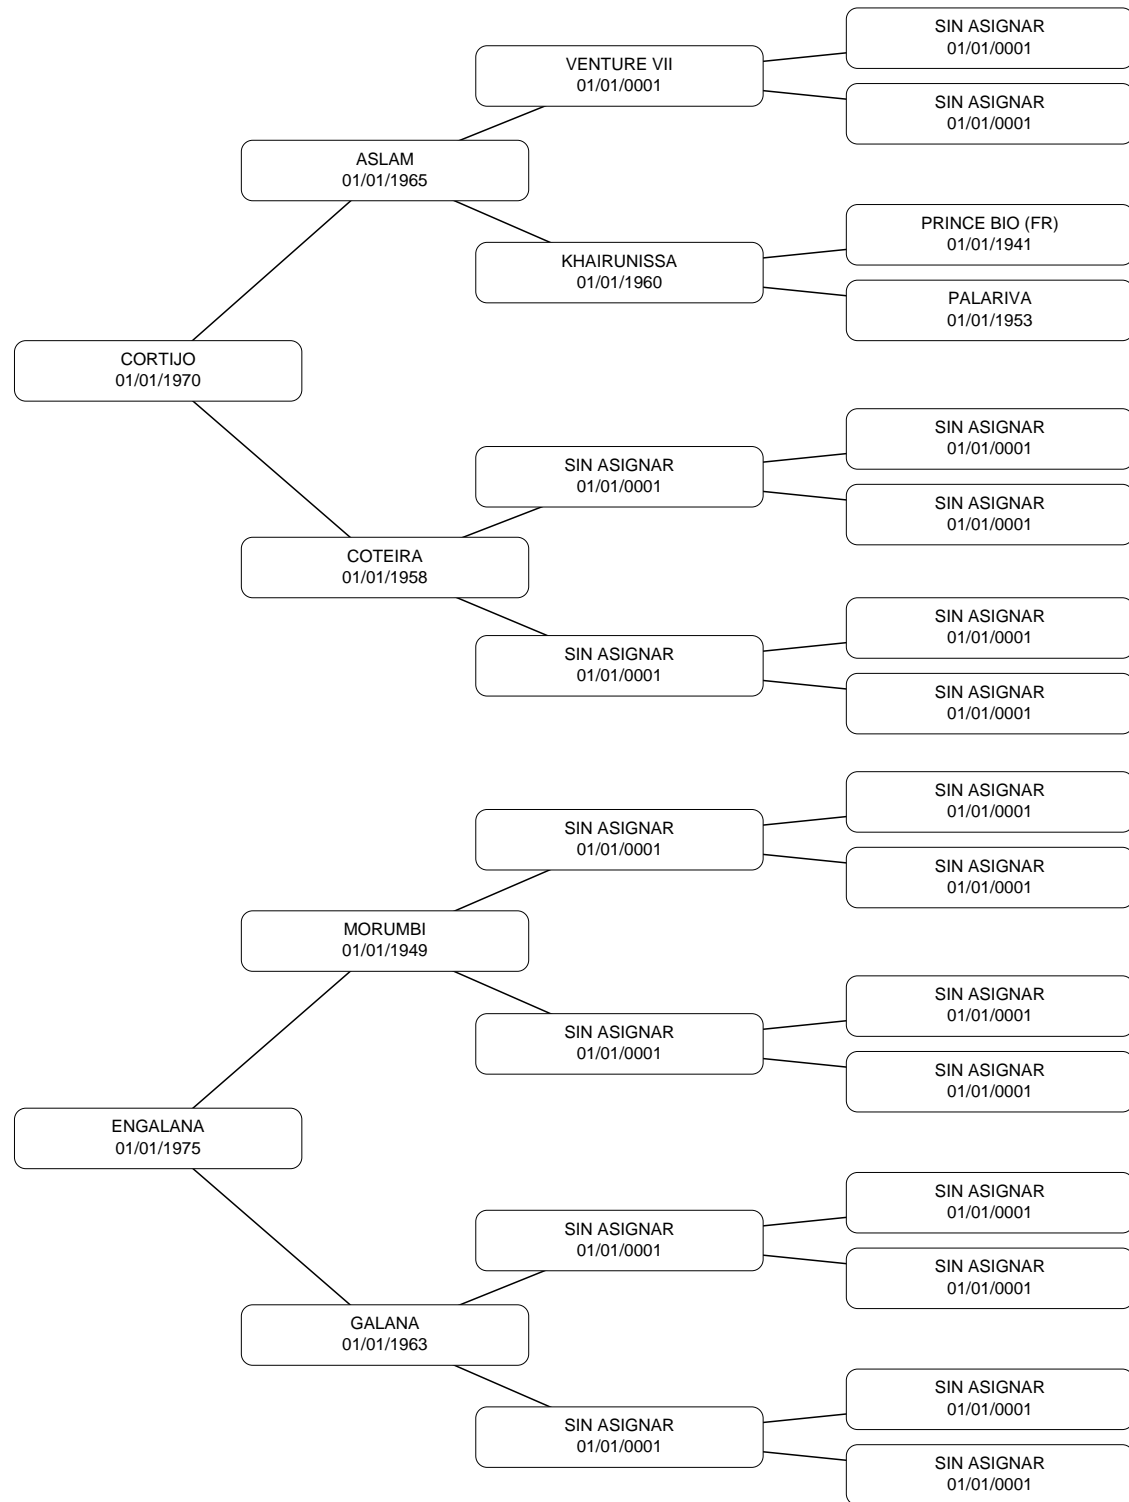 SIN ASIGNAR
01/01/0001
VENTURE VII
01/01/0001
SIN ASIGNAR
01/01/0001
ASLAM
01/01/1965
PRINCE BIO (FR)
01/01/1941
KHAIRUNISSA
01/01/1960
PALARIVA
01/01/1953
CORTIJO
01/01/1970
SIN ASIGNAR
01/01/0001
SIN ASIGNAR
01/01/0001
SIN ASIGNAR
01/01/0001
COTEIRA
01/01/1958
SIN ASIGNAR
01/01/0001
SIN ASIGNAR
01/01/0001
SIN ASIGNAR
01/01/0001
SIN ASIGNAR
01/01/0001
SIN ASIGNAR
01/01/0001
SIN ASIGNAR
01/01/0001
MORUMBI
01/01/1949
SIN ASIGNAR
01/01/0001
SIN ASIGNAR
01/01/0001
SIN ASIGNAR
01/01/0001
ENGALANA
01/01/1975
SIN ASIGNAR
01/01/0001
SIN ASIGNAR
01/01/0001
SIN ASIGNAR
01/01/0001
GALANA
01/01/1963
SIN ASIGNAR
01/01/0001
SIN ASIGNAR
01/01/0001
SIN ASIGNAR
01/01/0001